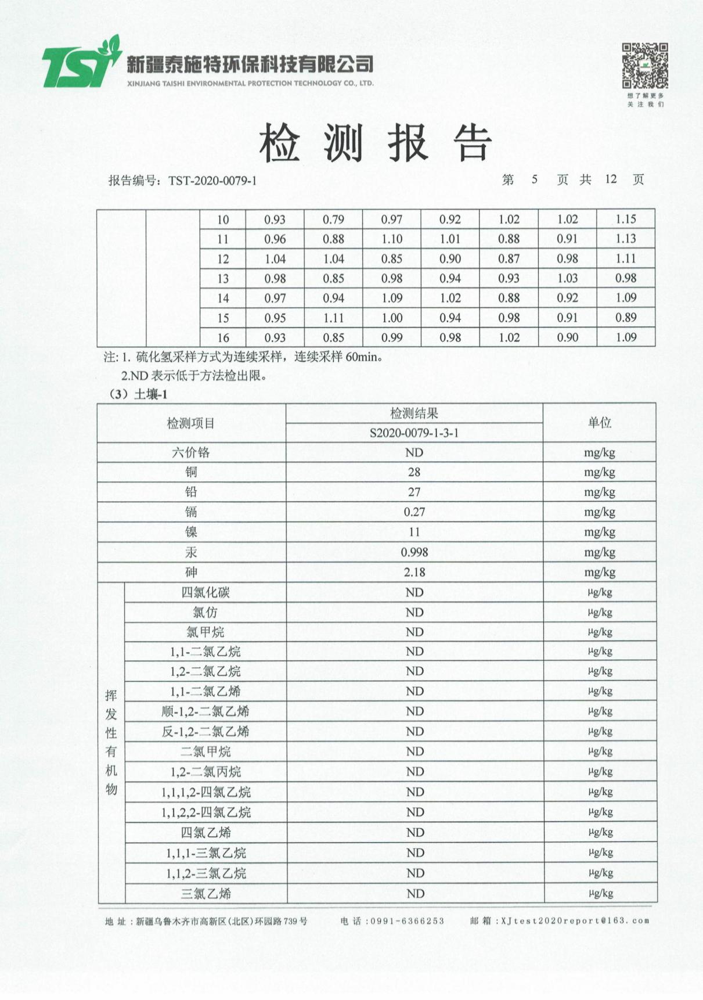 TST 新疆泰施特环保科技有限公司
XINJIANG TAISHI ENVIRONMENTAL PROTECTION TECHNOLOGY CO., LTD.
想了解更多
关注我们
检测报告
报告编号：TST-2020-0079-1 第 5 页 共 12 页
10 0.93 0.79 0.97 0.92 1.02 1.02 1.15
11 0.96 0.88 1.10 1.01 0.88 0.91 1.13
12 1.04 1.04 0.85 0.90 0.87 0.98 1.11
13 0.98 0.85 0.98 0.94 0.93 1.03 0.98
14 0.97 0.94 1.09 1.02 0.88 0.92 1.09
15 0.95 1.11 1.00 0.94 0.98 0.91 0.89
16 0.93 0.85 0.99 0.98 1.02 0.90 1.09
注: 1. 硫化氢采样方式为连续采样，连续采样 60min。
2.ND 表示低于方法检出限。
（3）土壤-1
检测项目 检测结果 单位
S2020-0079-1-3-1
六价铬 ND mg/kg
铜 28 mg/kg
铅 27 mg/kg
镉 0.27 mg/kg
镍 11 mg/kg
汞 0.998 mg/kg
砷 2.18 mg/kg
挥发性有机物
四氯化碳 ND μg/kg
氯仿 ND μg/kg
氯甲烷 ND μg/kg
1,1-二氯乙烷 ND μg/kg
1,2-二氯乙烷 ND μg/kg
1,1-二氯乙烯 ND μg/kg
顺-1,2-二氯乙烯 ND μg/kg
反-1,2-二氯乙烯 ND μg/kg
二氯甲烷 ND μg/kg
1,2-二氯丙烷 ND μg/kg
1,1,1,2-四氯乙烷 ND μg/kg
1,1,2,2-四氯乙烷 ND μg/kg
四氯乙烯 ND μg/kg
1,1,1-三氯乙烷 ND μg/kg
1,1,2-三氯乙烷 ND μg/kg
三氯乙烯 ND μg/kg
地址:新疆乌鲁木齐市高新区(北区)环园路739号 电话:0991-6366253 邮箱:XJtest2020report@163.com